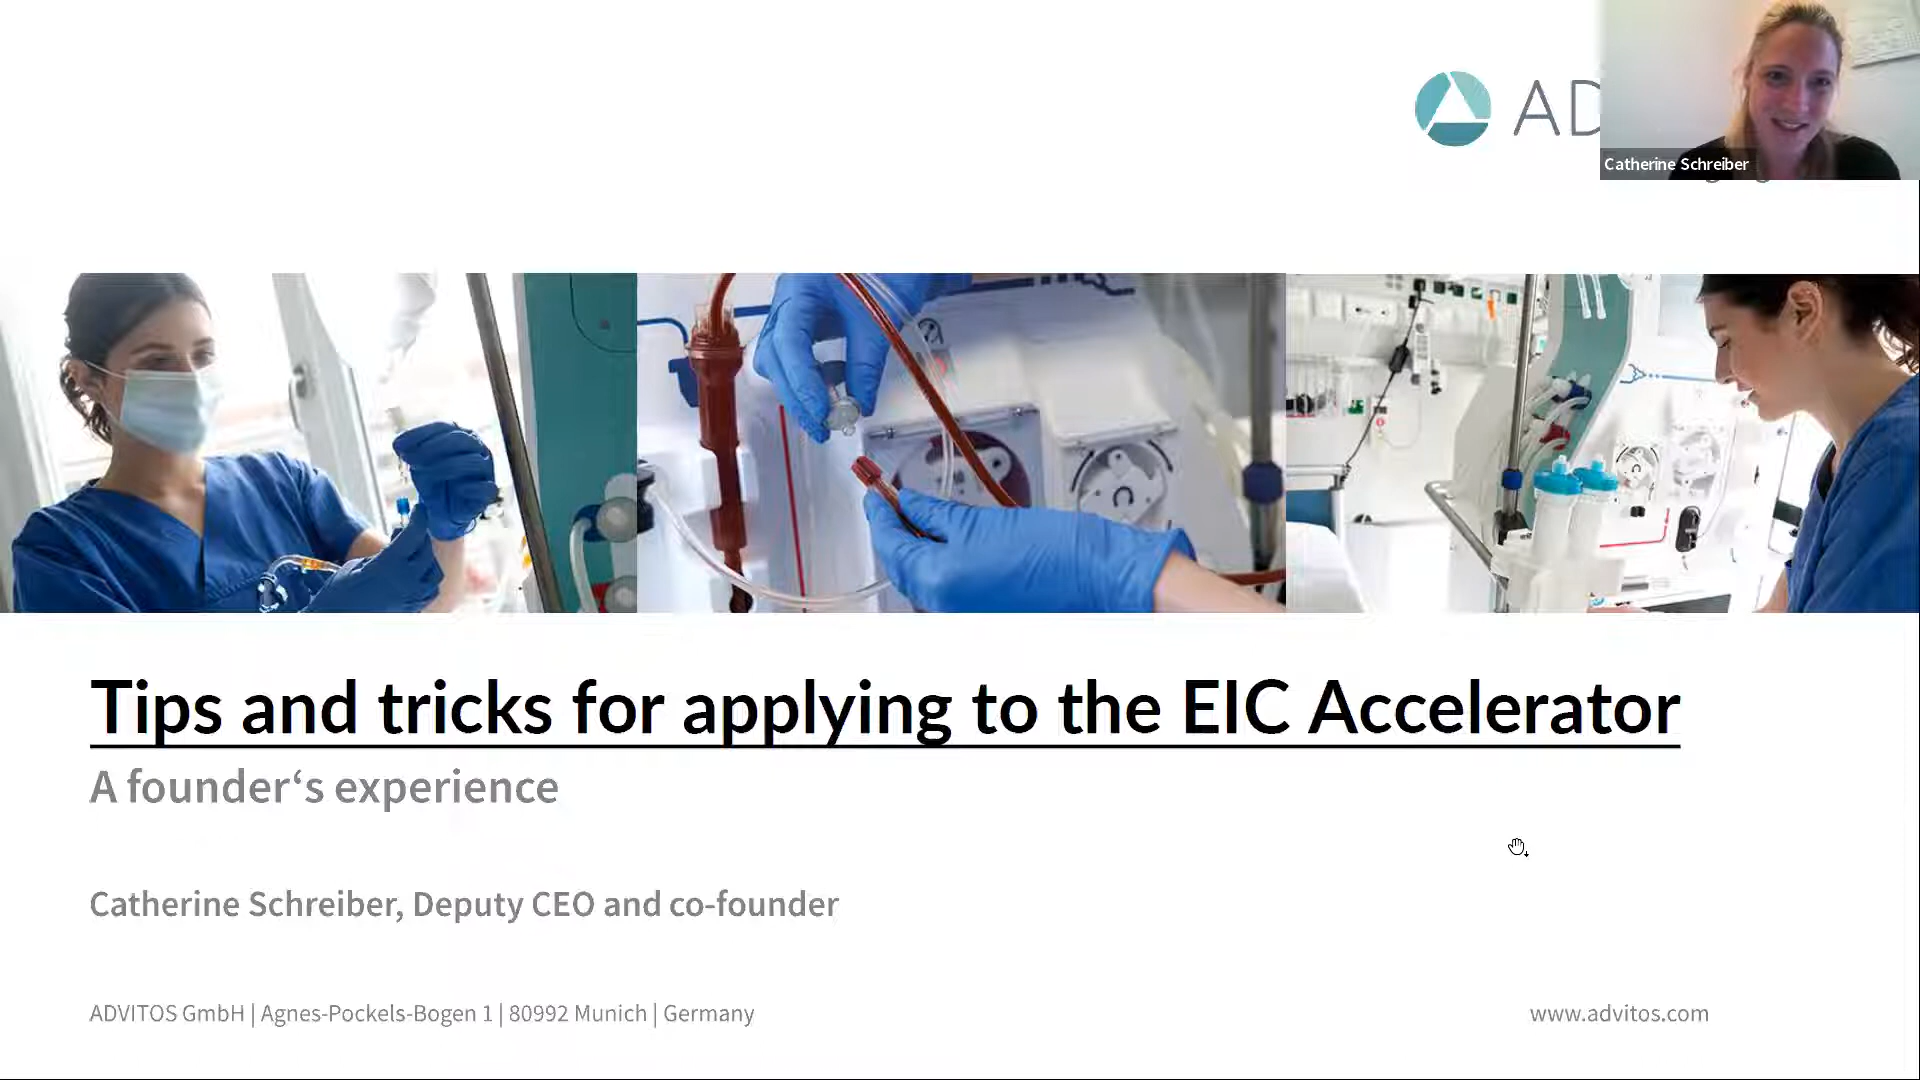 AD
Catherine Schreiber
Tips and tricks for applying to the EIC Accelerator
A founder‘s experience
Catherine Schreiber, Deputy CEO and co-founder
ADVITOS GmbH | Agnes-Pockels-Bogen 1 | 80992 Munich | Germany
www.advitos.com